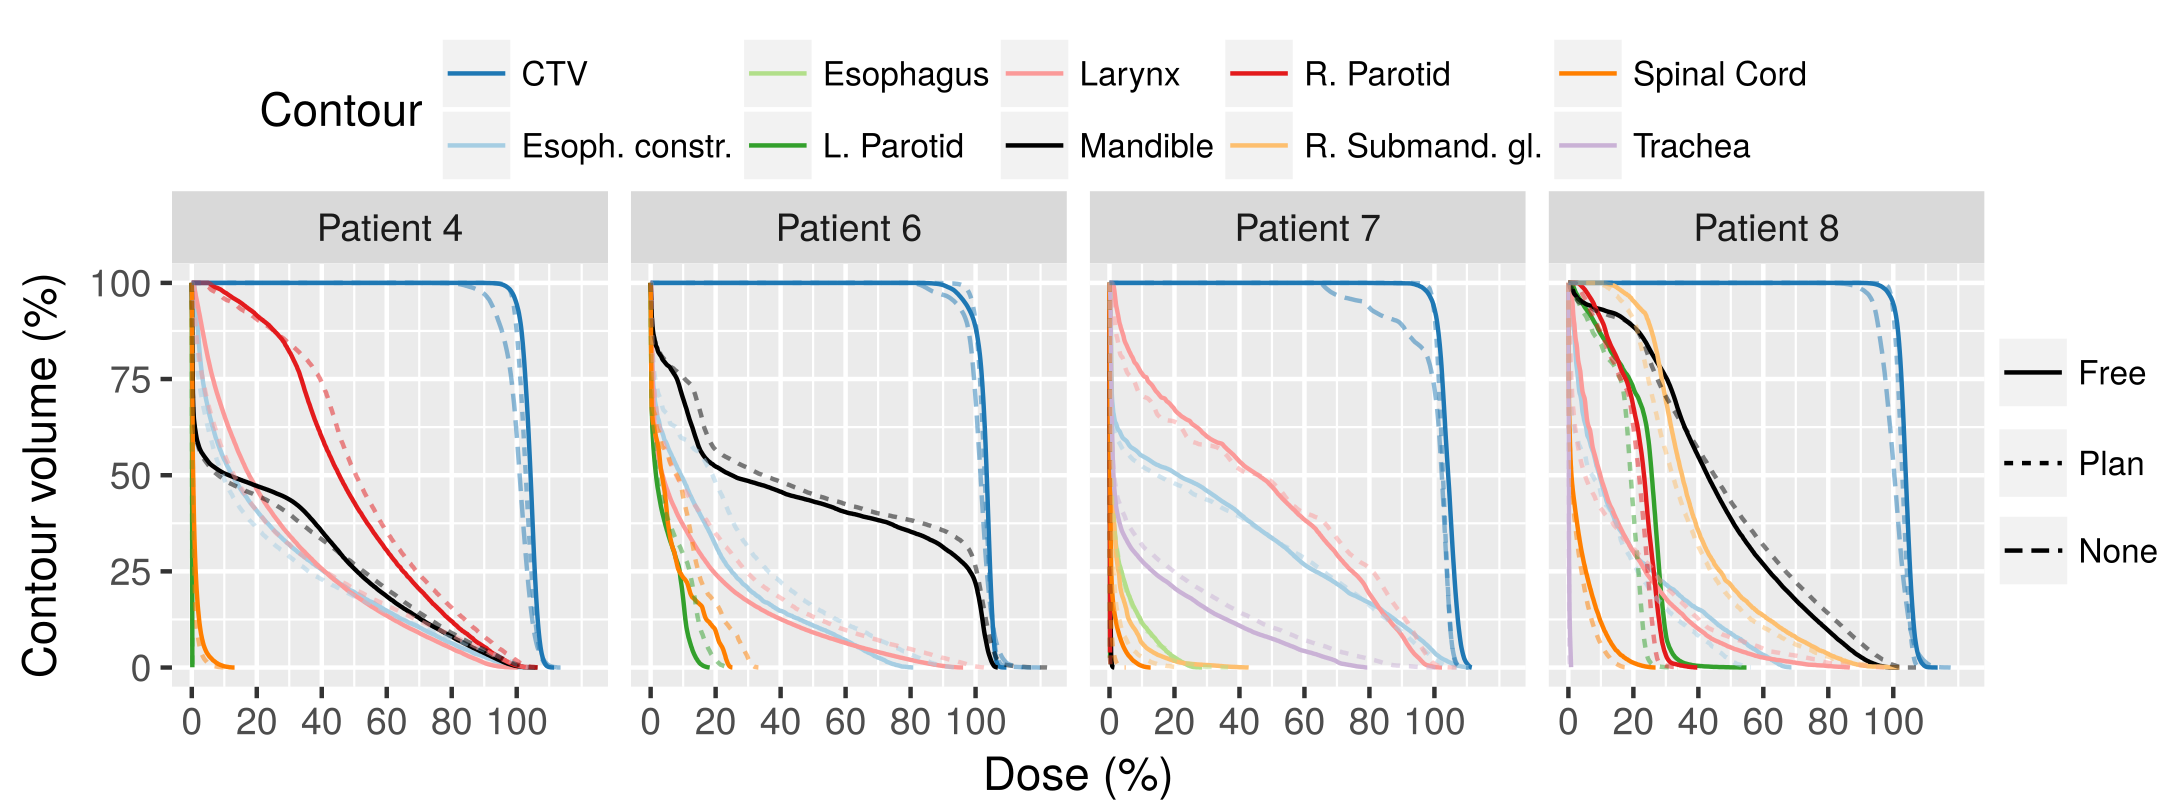 Contour
CTV Esophagus Larynx R. Parotid Spinal Cord
Esoph. constr. L. Parotid Mandible R. Submand. gl. Trachea
Patient 4 Patient 6 Patient 7 Patient 8
Contour volume (%)
100
75
50
25
0
0 20 40 60 80 100 0 20 40 60 80 100 0 20 40 60 80 100 0 20 40 60 80 100
Dose (%)
Free
Plan
None